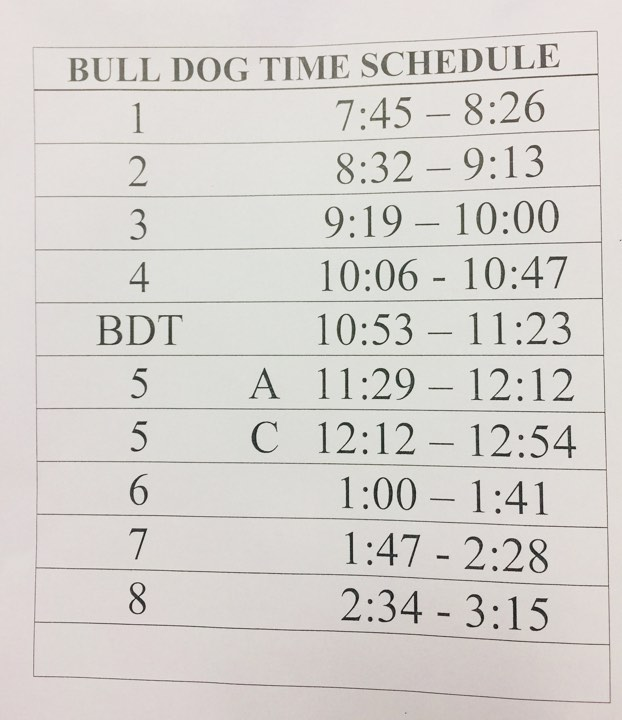 BULL DOG TIME SCHEDULE
1 7:45 – 8:26
2 8:32 – 9:13
3 9:19 – 10:00
4 10:06 - 10:47
BDT 10:53 – 11:23
5 A 11:29 – 12:12
5 C 12:12 – 12:54
6 1:00 – 1:41
7 1:47 - 2:28
8 2:34 - 3:15